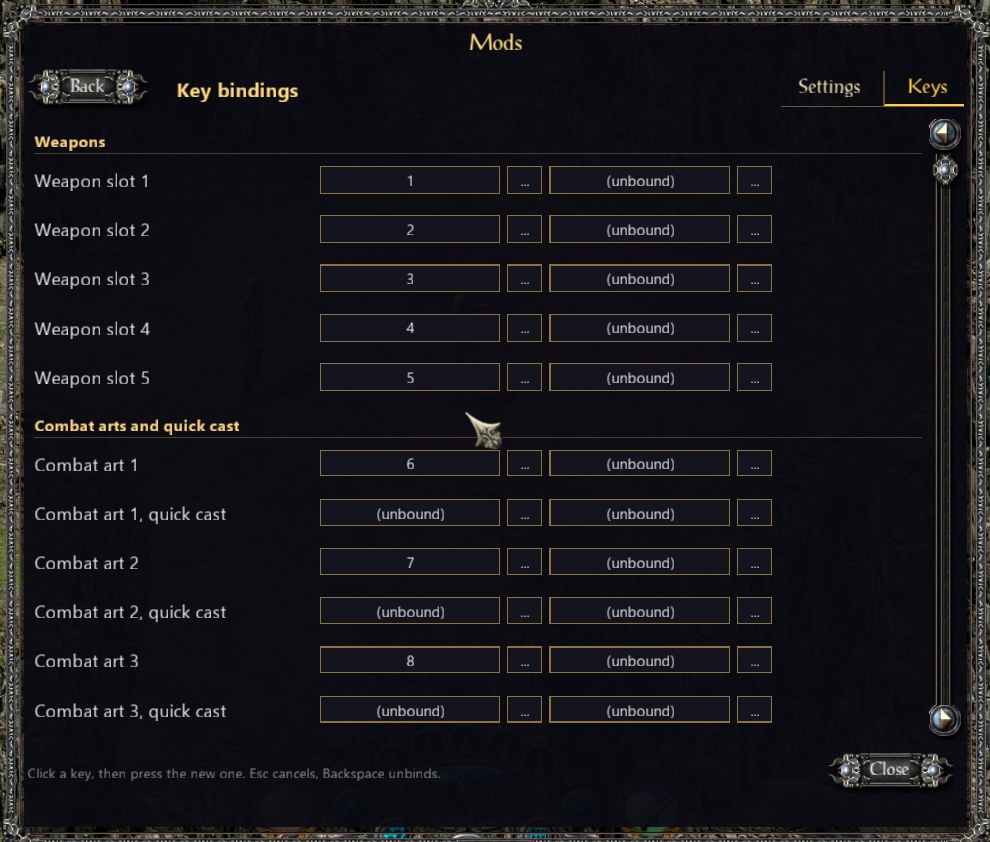 Mods
Back Key bindings Settings Keys
Weapons
Weapon slot 1 1 ... (unbound) ...
Weapon slot 2 2 ... (unbound) ...
Weapon slot 3 3 ... (unbound) ...
Weapon slot 4 4 ... (unbound) ...
Weapon slot 5 5 ... (unbound) ...
Combat arts and quick cast
Combat art 1 6 ... (unbound) ...
Combat art 1, quick cast (unbound) ... (unbound) ...
Combat art 2 7 ... (unbound) ...
Combat art 2, quick cast (unbound) ... (unbound) ...
Combat art 3 8 ... (unbound) ...
Combat art 3, quick cast (unbound) ... (unbound) ...
Click a key, then press the new one. Esc cancels, Backspace unbinds.
Close